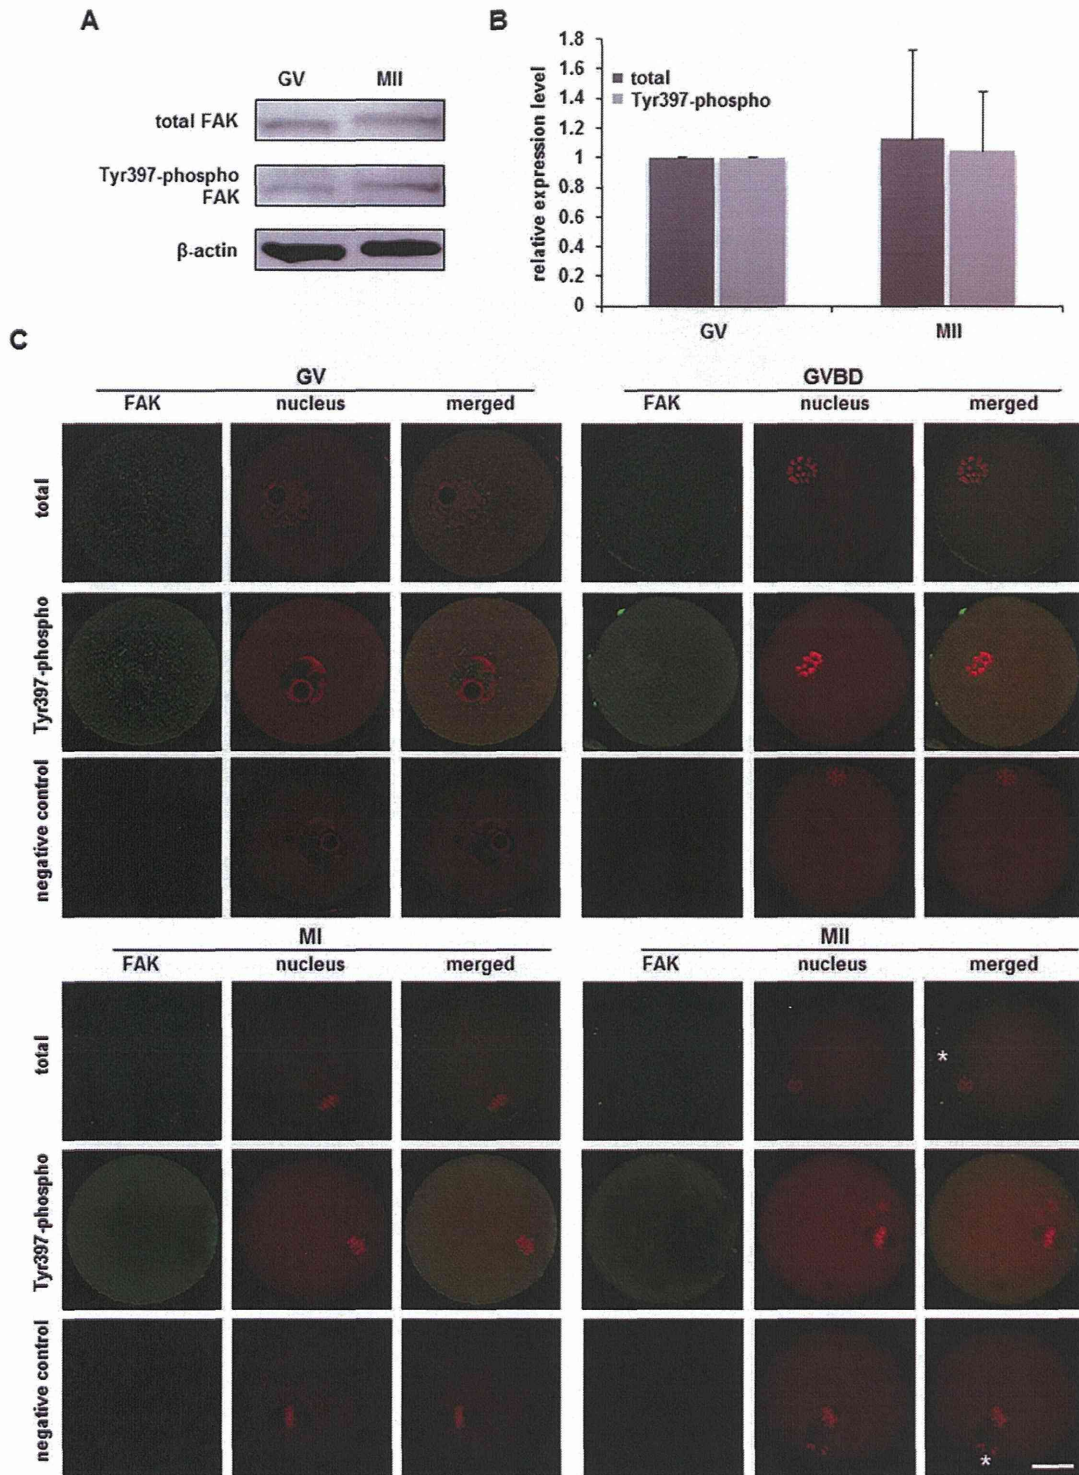 A
GV MII
total FAK
Tyr397-phospho
FAK
β-actin
B
1.8
1.6
1.4
1.2
1
0.8
0.6
0.4
0.2
0
relative expression level
total
Tyr397-phospho
GV MII
C
GV GVBD
FAK nucleus merged FAK nucleus merged
total
Tyr397-phospho
negative control
MI MII
FAK nucleus merged FAK nucleus merged
total
*
Tyr397-phospho
negative control
*